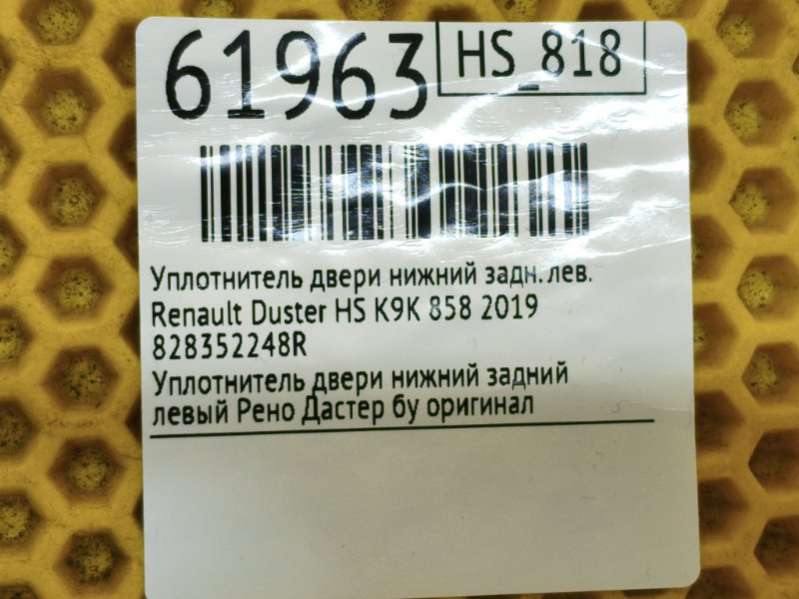 61963
HS_818
Уплотнитель двери нижний задн. лев.
Renault Duster HS K9K 858 2019
828352248R
Уплотнитель двери нижний задний
левый Рено Дастер бу оригинал